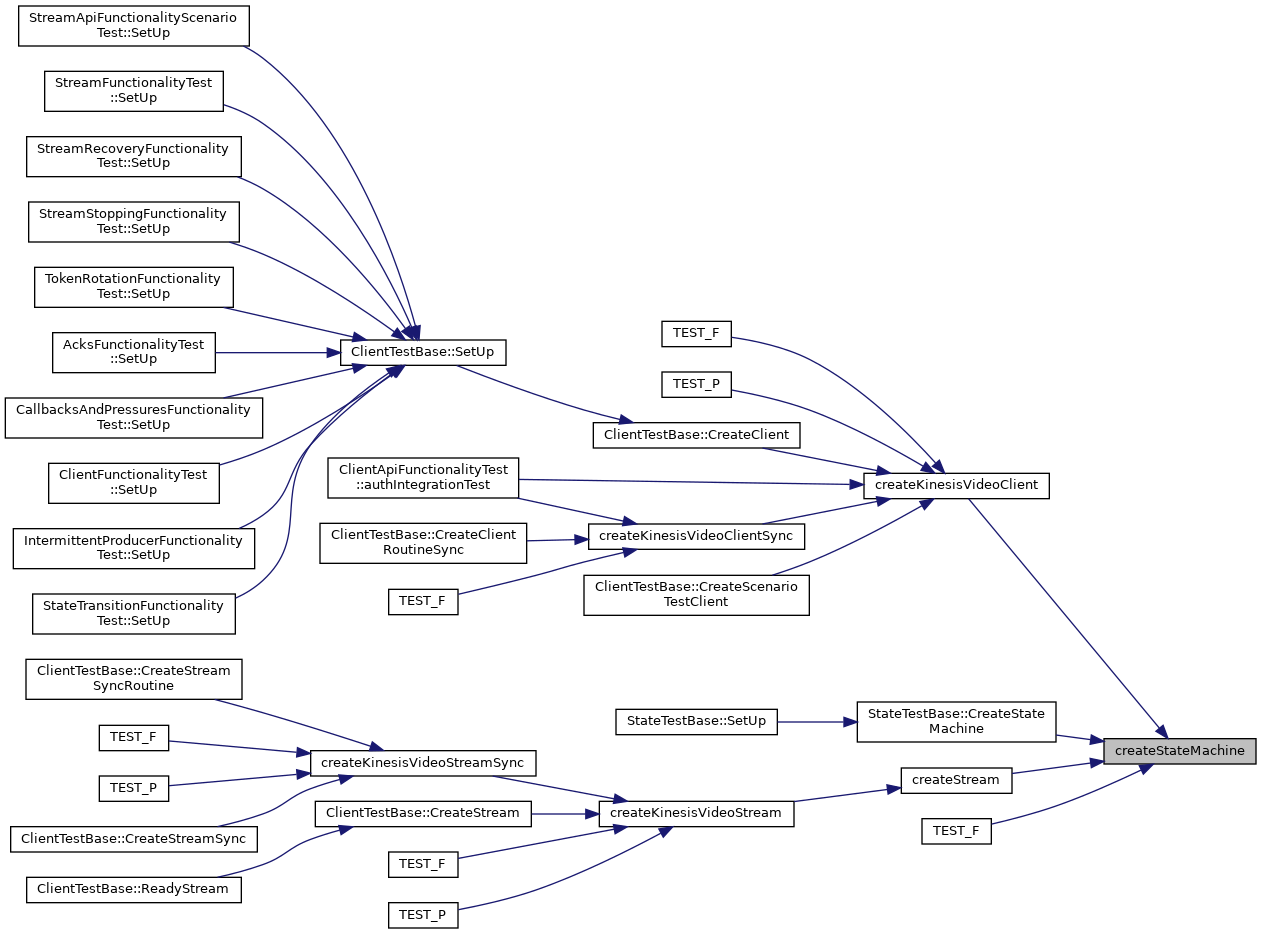 StreamApiFunctionalityScenario
Test::SetUp
StreamFunctionalityTest
::SetUp
StreamRecoveryFunctionality
Test::SetUp
StreamStoppingFunctionality
Test::SetUp
TokenRotationFunctionality
Test::SetUp
AcksFunctionalityTest
::SetUp
CallbacksAndPressuresFunctionality
Test::SetUp
ClientFunctionalityTest
::SetUp
IntermittentProducerFunctionality
Test::SetUp
StateTransitionFunctionality
Test::SetUp
ClientTestBase::SetUp
TEST_F
TEST_P
ClientTestBase::CreateClient
ClientApiFunctionalityTest
::authIntegrationTest
createKinesisVideoClient
ClientTestBase::CreateClient
RoutineSync
createKinesisVideoClientSync
TEST_F
ClientTestBase::CreateScenario
TestClient
ClientTestBase::CreateStream
SyncRoutine
TEST_F
TEST_P
ClientTestBase::CreateStreamSync
ClientTestBase::ReadyStream
createKinesisVideoStreamSync
ClientTestBase::CreateStream
TEST_F
TEST_P
StateTestBase::SetUp
createKinesisVideoStream
StateTestBase::CreateState
Machine
createStream
TEST_F
createStateMachine